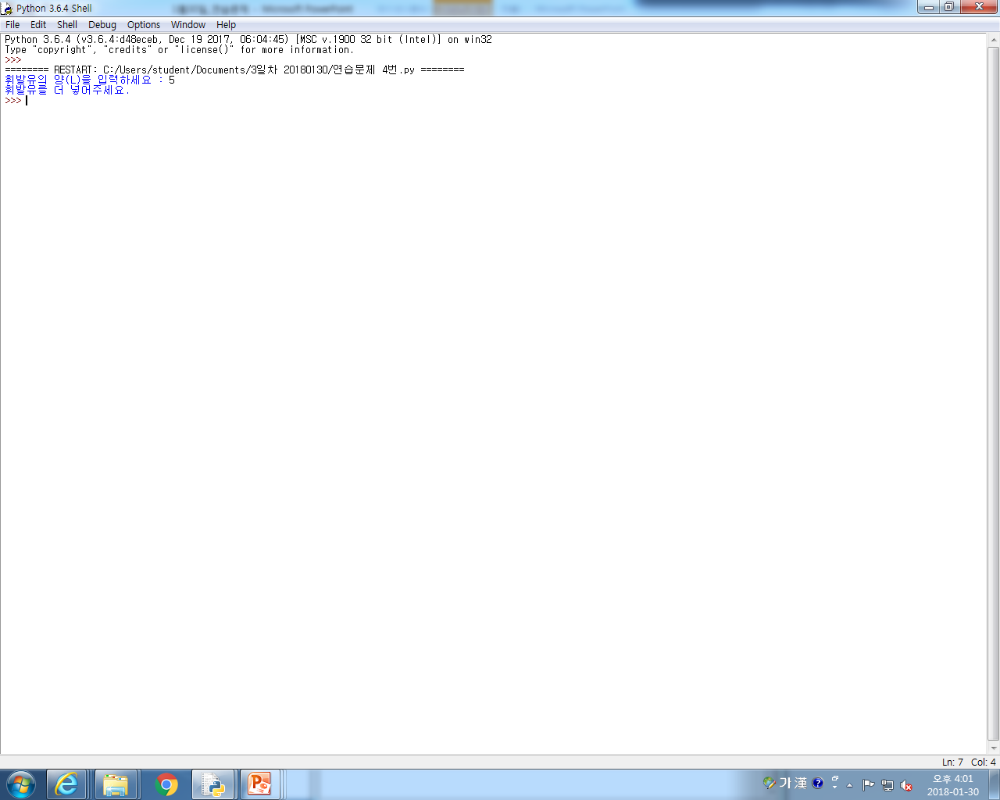 Python 3.6.4 Shell
File Edit Shell Debug Options Window Help
Python 3.6.4 (v3.6.4:d48eceb, Dec 19 2017, 06:04:45) [MSC v.1900 32 bit (Intel)] on win32
Type "copyright", "credits" or "license()" for more information.
>>>
======== RESTART: C:/Users/student/Documents/3일차 20180130/연습문제 4번.py ========
휘발유의 양(L)을 입력하세요 : 5
휘발유를 더 넣어주세요.
>>>
Ln: 7 Col: 4
가 漢
오후 4:01
2018-01-30